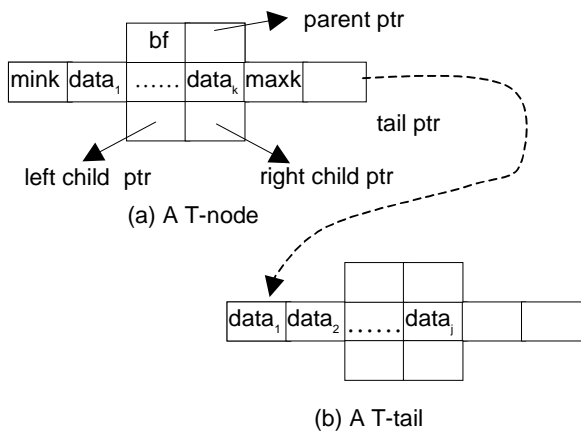 parent ptr
bf
mink data₁ ...... dataₖ maxk
tail ptr
left child ptr
right child ptr
(a) A T-node
data₁ data₂ ...... dataⱼ
(b) A T-tail